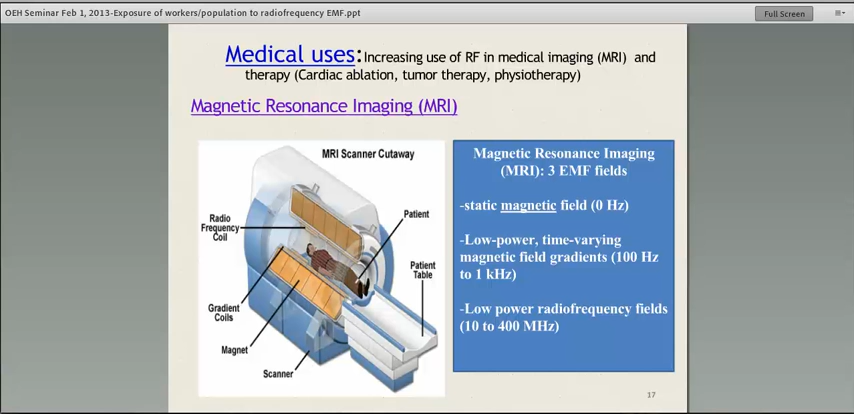 OEH Seminar Feb 1, 2013-Exposure of workers/population to radiofrequency EMF.ppt
Full Screen
Medical uses: Increasing use of RF in medical imaging (MRI) and
therapy (Cardiac ablation, tumor therapy, physiotherapy)
Magnetic Resonance Imaging (MRI)
MRI Scanner Cutaway
Radio
Frequency
Coil
Patient
Patient
Table
Gradient
Coils
Magnet
Scanner
Magnetic Resonance Imaging
(MRI): 3 EMF fields
-static magnetic field (0 Hz)
-Low-power, time-varying
magnetic field gradients (100 Hz
to 1 kHz)
-Low power radiofrequency fields
(10 to 400 MHz)
17